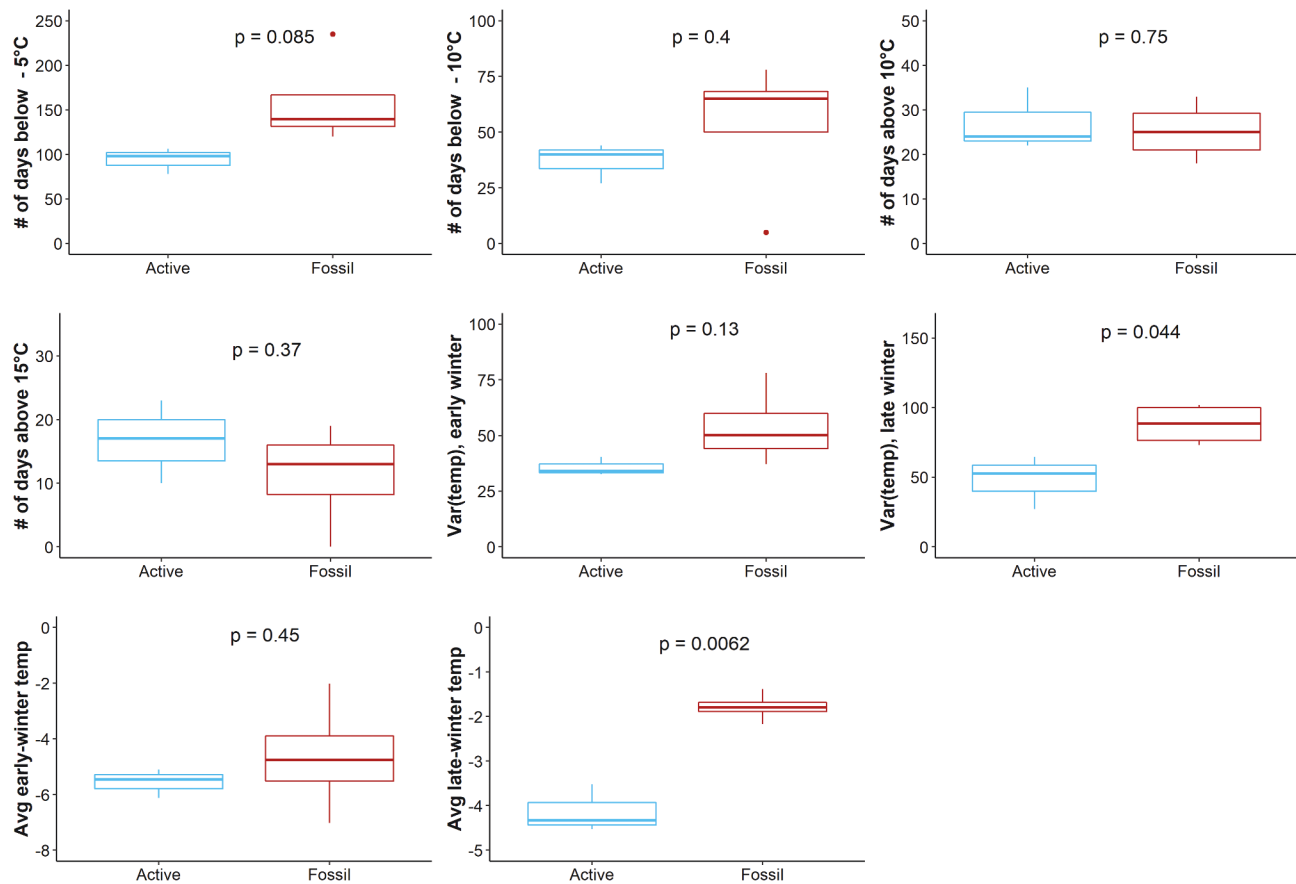 # of days below - 5°C
250
200
150
100
50
0
p = 0.085
Active Fossil
# of days below - 10°C
100
75
50
25
0
p = 0.4
Active Fossil
# of days above 10°C
50
40
30
20
10
0
p = 0.75
Active Fossil
# of days above 15°C
30
20
10
0
p = 0.37
Active Fossil
Var(temp), early winter
100
75
50
25
0
p = 0.13
Active Fossil
Var(temp), late winter
150
100
50
0
p = 0.044
Active Fossil
Avg early-winter temp
0
-2
-4
-6
-8
p = 0.45
Active Fossil
Avg late-winter temp
0
-1
-2
-3
-4
-5
p = 0.0062
Active Fossil